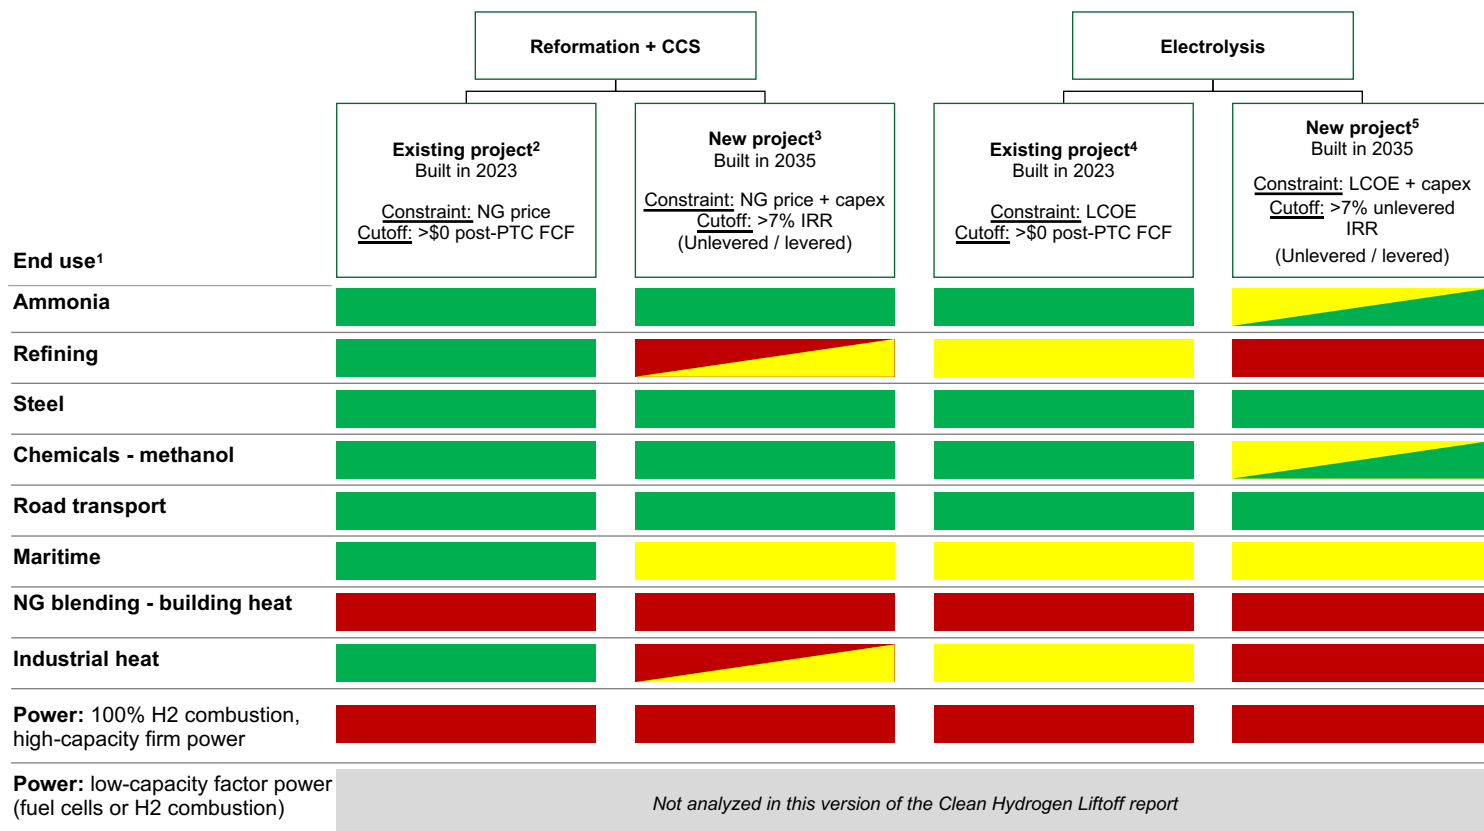 Reformation + CCS
Electrolysis
Existing project²
Built in 2023
Constraint: NG price
Cutoff: >$0 post-PTC FCF
New project³
Built in 2035
Constraint: NG price + capex
Cutoff: >7% IRR
(Unlevered / levered)
Existing project⁴
Built in 2023
Constraint: LCOE
Cutoff: >$0 post-PTC FCF
New project⁵
Built in 2035
Constraint: LCOE + capex
Cutoff: >7% unlevered
IRR
(Unlevered / levered)
End use¹
Ammonia
Refining
Steel
Chemicals - methanol
Road transport
Maritime
NG blending - building heat
Industrial heat
Power: 100% H2 combustion,
high-capacity firm power
Power: low-capacity factor power
(fuel cells or H2 combustion)
Not analyzed in this version of the Clean Hydrogen Liftoff report